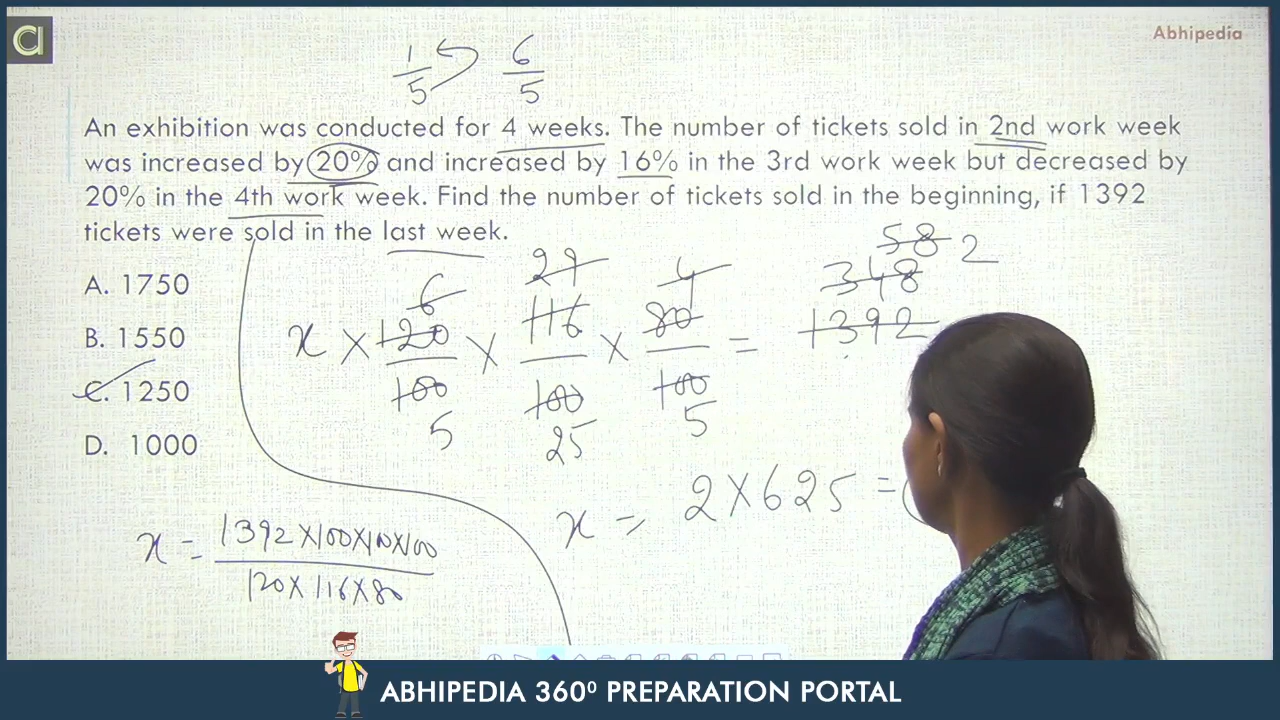 a
Abhipedia
1/5 6/5
An exhibition was conducted for 4 weeks. The number of tickets sold in 2nd work week
was increased by 20% and increased by 16% in the 3rd work week but decreased by
20% in the 4th work week. Find the number of tickets sold in the beginning, if 1392
tickets were sold in the last week.
58 2
6 29 4 348
A. 1750
B. 1550
C. 1250
D. 1000
x × 120/100 × 116/100 × 80/100 = 1392
5 25 5
x = 2×625 =
x = 1392×100×100×100
120×116×80
ABHIPEDIA 360⁰ PREPARATION PORTAL